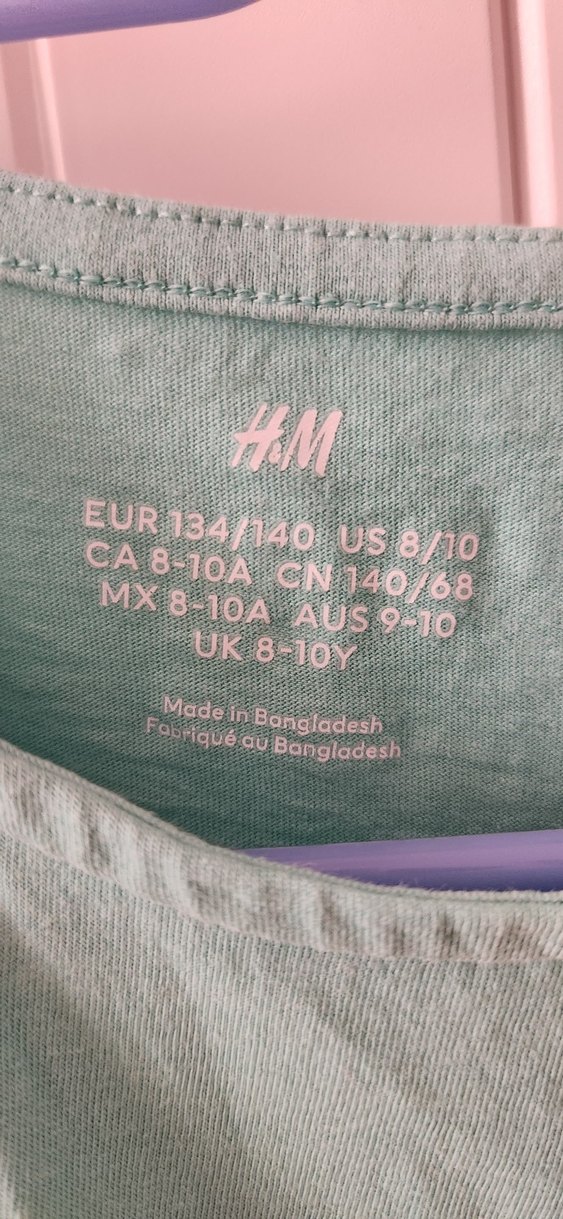 H&M
EUR 134/140 US 8/10
CA 8-10A CN 140/68
MX 8-10A AUS 9-10
UK 8-10Y
Made in Bangladesh
Fabriqué au Bangladesh